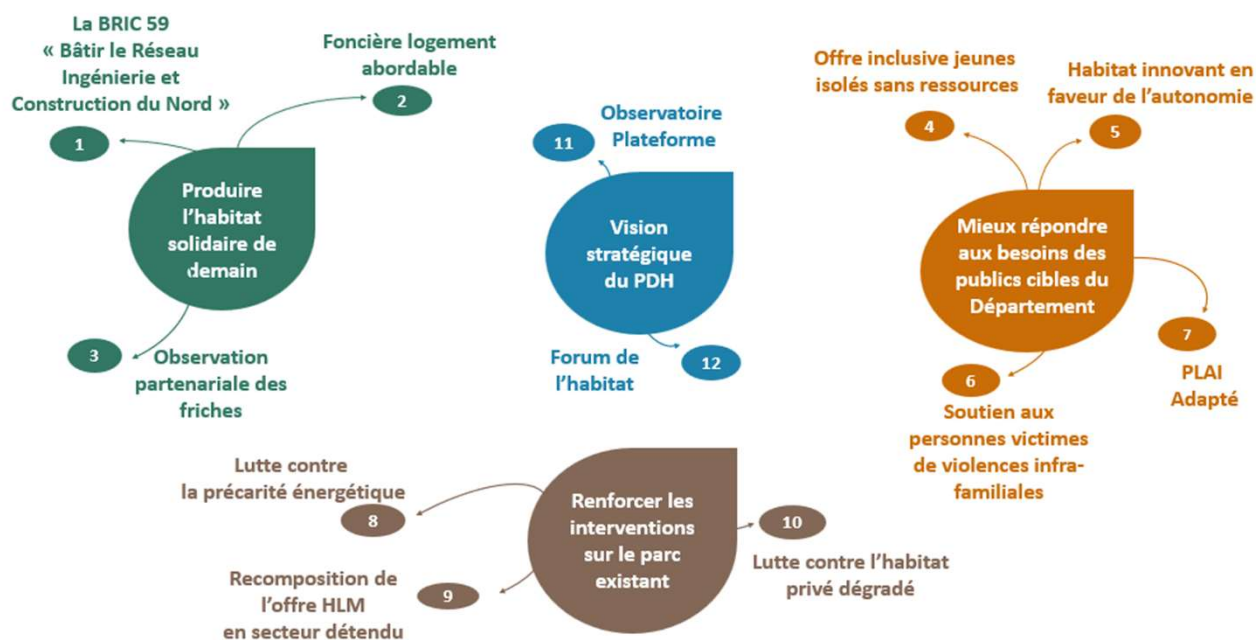 La BRIC 59
« Bâtir le Réseau
Ingénierie et
Construction du Nord »
1
Foncière logement
abordable
2
Produire
l’habitat
solidaire de
demain
3
Observation
partenariale des
friches
Observatoire
Plateforme
11
Vision
stratégique
du PDH
Forum de
l’habitat
12
Offre inclusive jeunes
isolés sans ressources
4
Habitat innovant en
faveur de l’autonomie
5
Mieux répondre
aux besoins des
publics cibles du
Département
7
PLAI
Adapté
6
Soutien aux
personnes victimes
de violences infra-
familiales
Lutte contre
la précarité énergétique
8
Renforcer les
interventions
sur le parc
existant
10
Lutte contre l’habitat
privé dégradé
Recomposition de
l’offre HLM
en secteur détendu
9